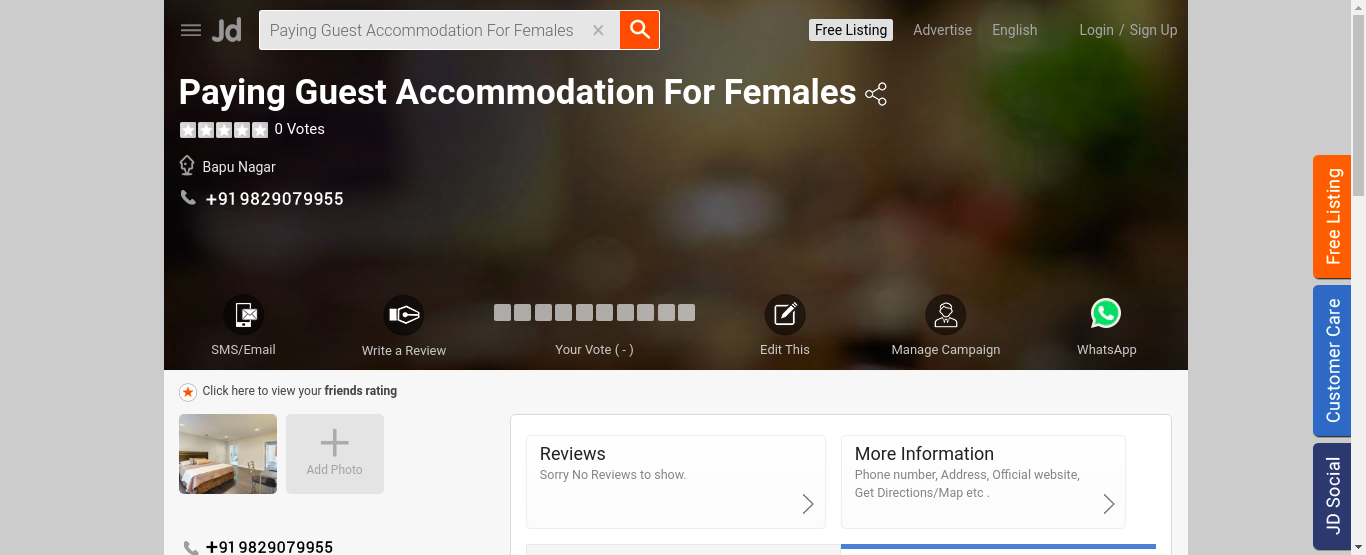 Jd
Paying Guest Accommodation For Females
Free Listing
Advertise
English
Login / Sign Up
Paying Guest Accommodation For Females
0 Votes
Bapu Nagar
+91 9829079955
SMS/Email
Write a Review
Your Vote ( - )
Edit This
Manage Campaign
WhatsApp
Free Listing
Customer Care
JD Social
Click here to view your friends rating
Add Photo
Reviews
Sorry No Reviews to show.
More Information
Phone number, Address, Official website,
Get Directions/Map etc .
+91 9829079955